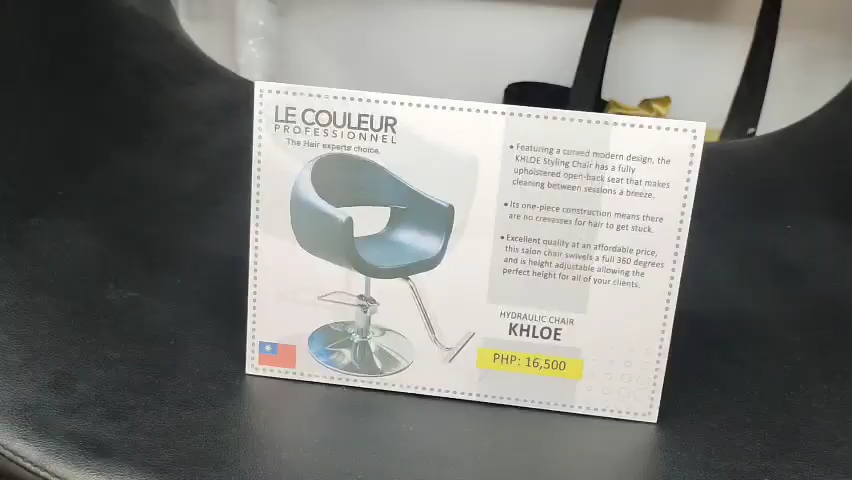 LE COULEUR
PROFESSIONNEL
The Hair experts choice.
• Featuring a curved modern design, the
KHLOE Styling Chair has a fully
upholstered open-back seat that makes
cleaning between sessions a breeze.
• Its one-piece construction means there
are no crevasses for hair to get stuck.
• Excellent quality at an affordable price,
this salon chair swivels a full 360 degrees
and is height adjustable allowing the
perfect height for all of your clients.
HYDRAULIC CHAIR
KHLOE
PHP: 16,500